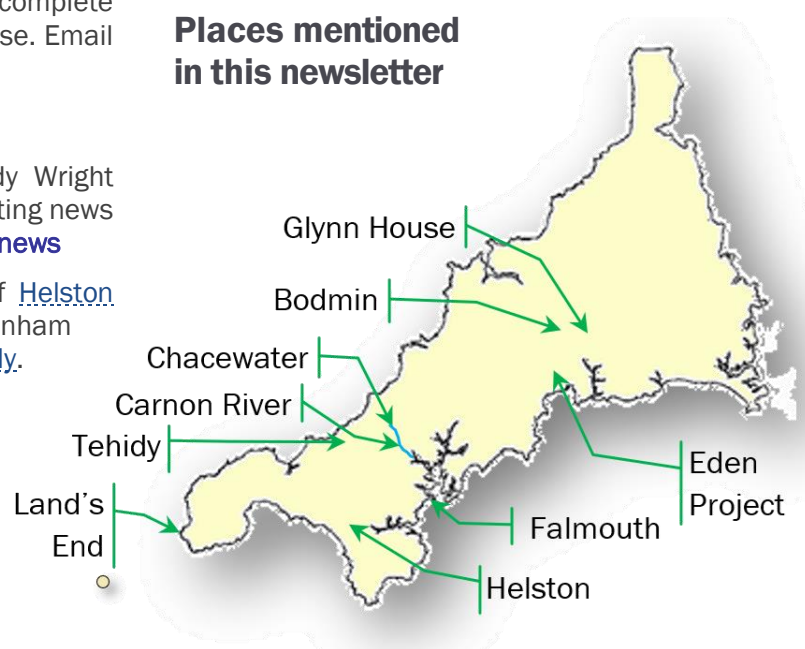 complete
se. Email
dy Wright
ting news
news
f Helston
nham
ly.
Places mentioned
in this newsletter
Glynn House
Bodmin
Chacewater
Carnon River
Tehidy
Land's
End
Eden
Project
Falmouth
Helston